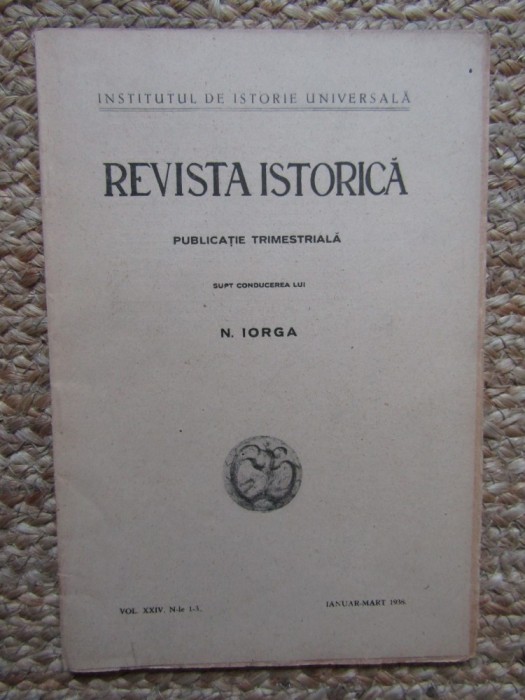 INSTITUTUL DE ISTORIE UNIVERSALĂ
REVISTA ISTORICĂ
PUBLICAȚIE TRIMESTRIALĂ
SUPT CONDUCEREA LUI
N. IORGA
VOL. XXIV. N-le 1-3.
IANUAR-MART 1936.